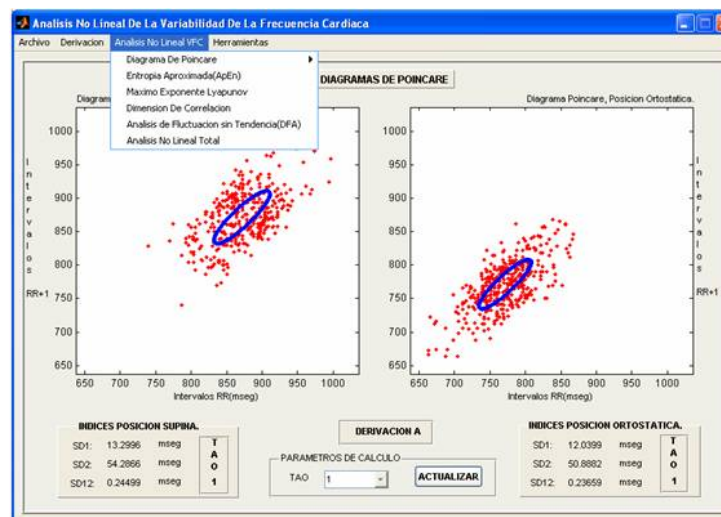 Analisis No Lineal De La Variabilidad De La Frecuencia Cardiaca
Archivo Derivacion Analisis No Lineal VFC Herramientas
Diagrama De Poincare
Entropia Aproximada(ApEn)
Maximo Exponente Lyapunov
Dimension De Correlacion
Analisis de Fluctuacion sin Tendencia(DFA)
Analisis No Lineal Total
DIAGRAMAS DE POINCARE
Diagrama Poincare, Posicion Ortostatica.
Intervalos
RR+1
1000
950
900
850
800
750
700
650
650 700 750 800 850 900 950 1000
Intervalos RR(mseg)
1000
950
900
850
800
750
700
650
650 700 750 800 850 900 950 1000
Intervalos RR(mseg)
Intervalos
RR+1
INDICES POSICION SUPINA.
SD1: 13.2996 mseg
SD2: 54.2866 mseg
SD12: 0.24499 mseg
TAO
1
DERIVACION A
PARAMETROS DE CALCULO
TAO 1 ACTUALIZAR
INDICES POSICION ORTOSTATICA.
SD1: 12.0399 mseg
SD2: 50.8882 mseg
SD12: 0.23659 mseg
TAO
1